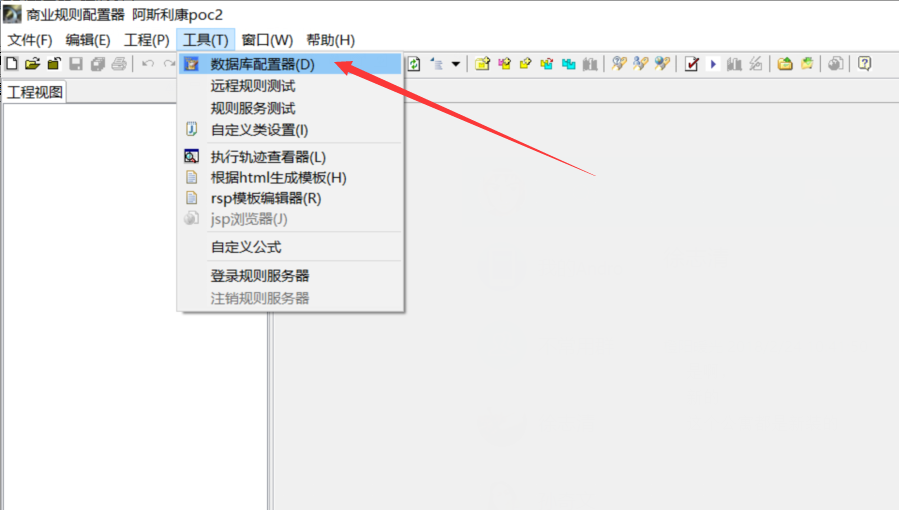 商业规则配置器 阿斯利康poc2
文件(F) 编辑(E) 工程(P) 工具(T) 窗口(W) 帮助(H)
数据库配置器(D)
工程视图
远程规则测试
规则服务测试
自定义类设置(I)
执行轨迹查看器(L)
根据html生成模板(H)
rsp模板编辑器(R)
jsp浏览器(J)
自定义公式
登录规则服务器
注销规则服务器